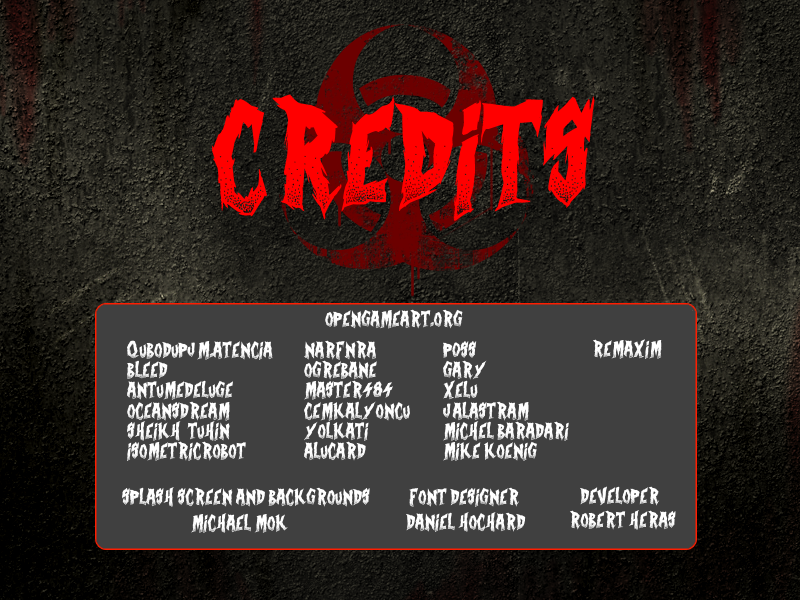 CREDITS
OPENGAMEART.ORG
QUBODUPU MATENCIA NARFNRA POSS REMAXIM
BLEED OGREBANE GARY
ANTUMEDELUGE MASTER484 XELU
OCEANSDREAM CEMKALYONCU JALASTRAM
SHEIKH TUHIN YOLKATI MICHEL BARADARI
ISOMETRICROBOT ALUCARD MIKE KOENIG
SPLASH SCREEN AND BACKGROUNDS FONT DESIGNER DEVELOPER
MICHAEL MOK DANIEL HOCHARD ROBERT HERAS